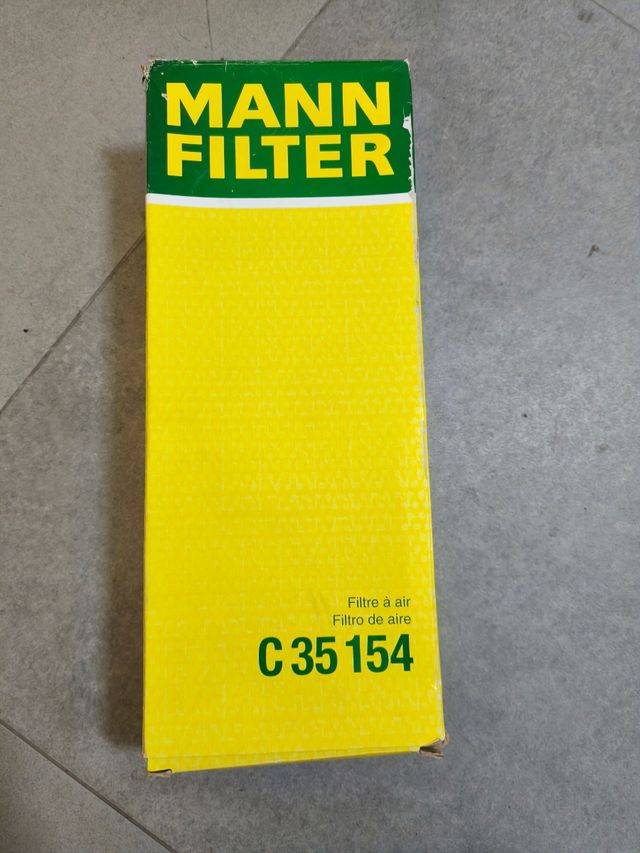 MANN
FILTER
Filtre à air
Filtro de aire
C 35 154